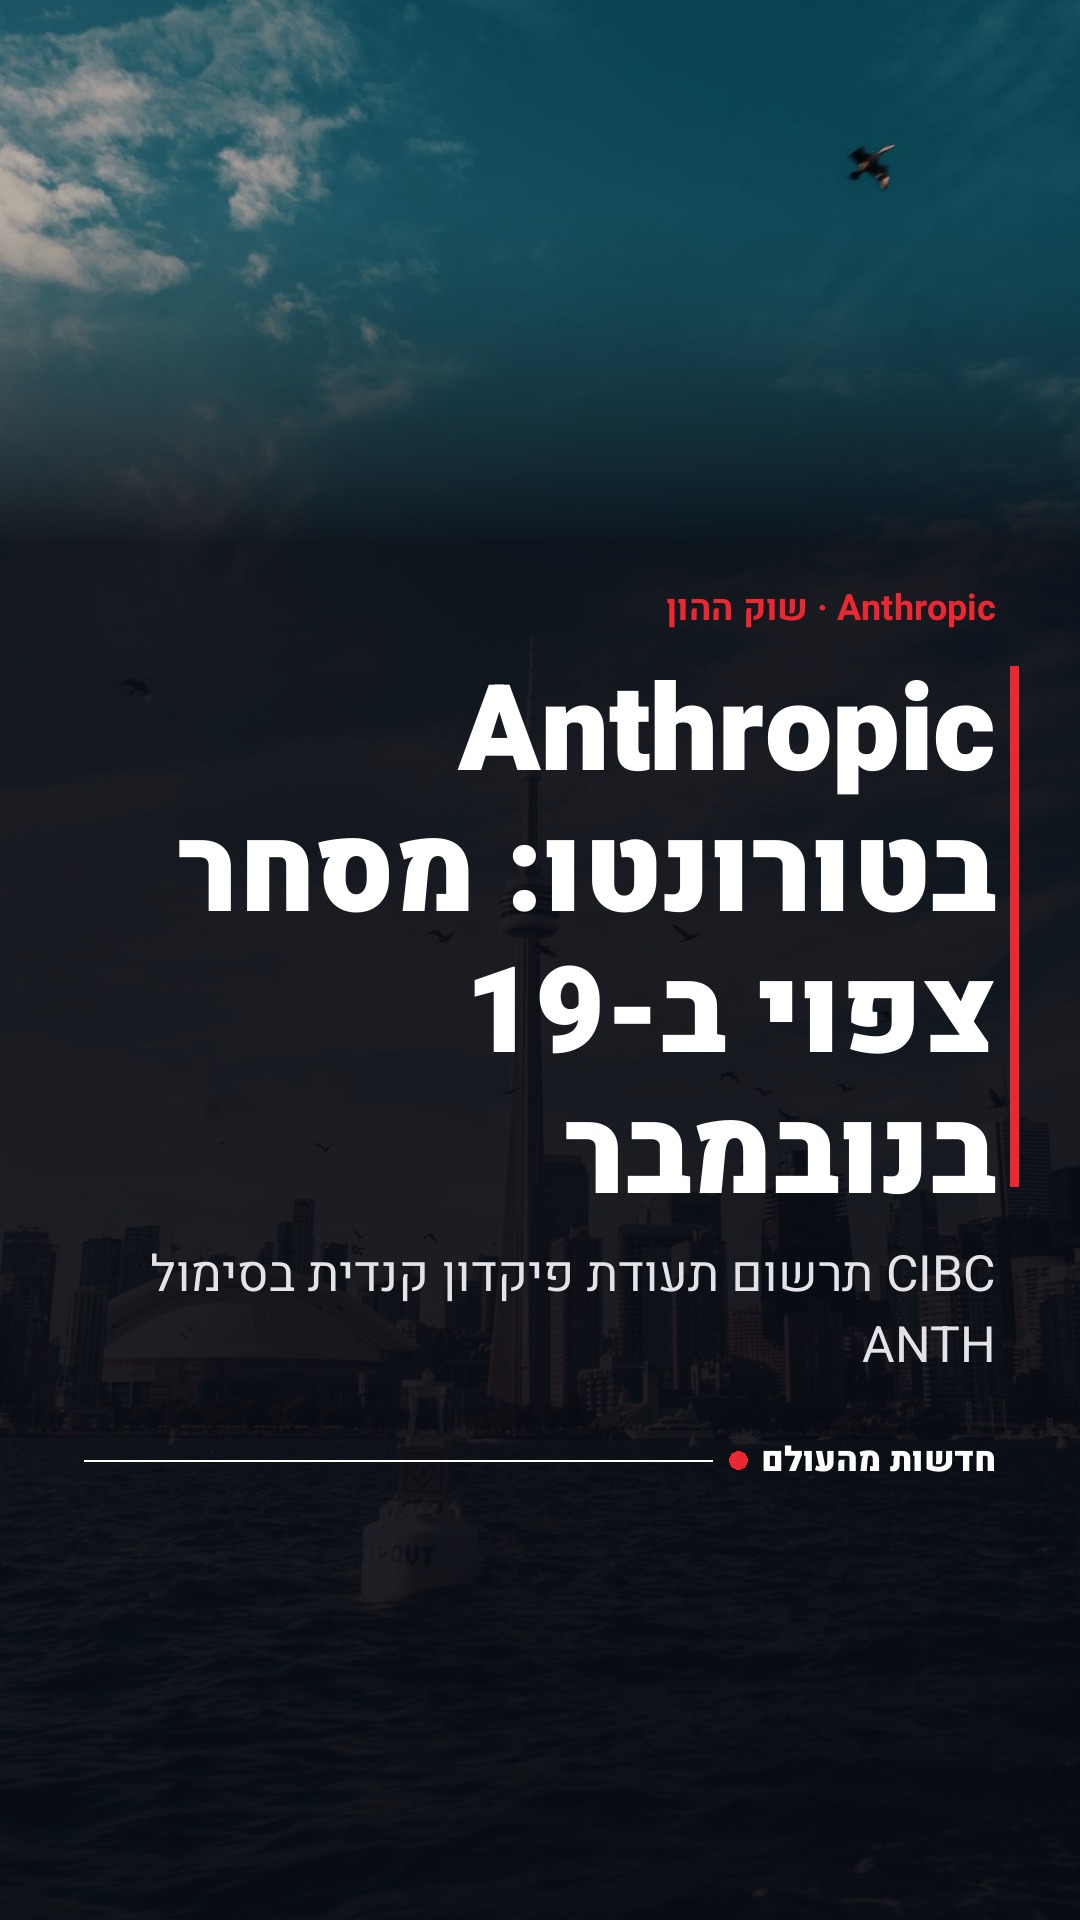 Anthropic · שוק ההון
Anthropic
בטורונטו: מסחר
צפוי ב-19
בנובמבר
CIBC תרשום תעודת פיקדון קנדית בסימול
ANTH
חדשות מהעולם